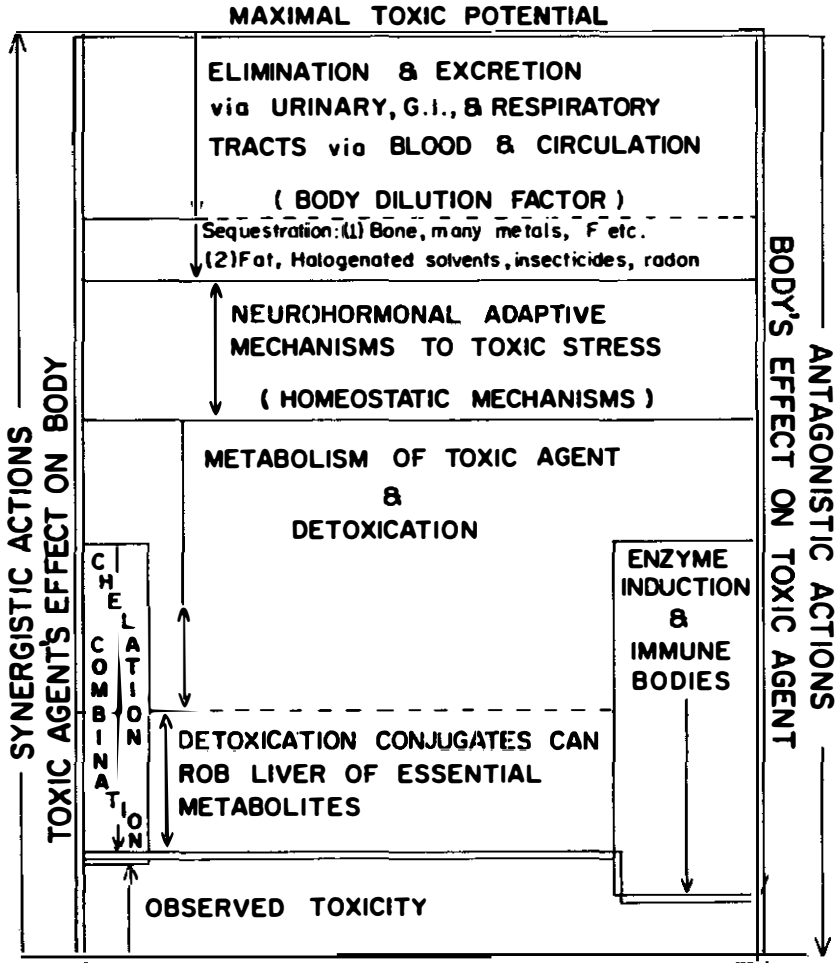 MAXIMAL TOXIC POTENTIAL
ELIMINATION & EXCRETION
via URINARY, G.I., & RESPIRATORY
TRACTS via BLOOD & CIRCULATION
( BODY DILUTION FACTOR )
Sequestration:(1) Bone, many metals, F etc.
(2)Fat, Halogenated solvents, insecticides, radon
NEUROHORMONAL ADAPTIVE
MECHANISMS TO TOXIC STRESS
( HOMEOSTATIC MECHANISMS )
METABOLISM OF TOXIC AGENT
&
DETOXICATION
CHELATION
COMBINATION
ENZYME
INDUCTION
&
IMMUNE
BODIES
DETOXICATION CONJUGATES CAN
ROB LIVER OF ESSENTIAL
METABOLITES
OBSERVED TOXICITY
SYNERGISTIC ACTIONS
TOXIC AGENT'S EFFECT ON BODY
BODY'S EFFECT ON TOXIC AGENT
ANTAGONISTIC ACTIONS